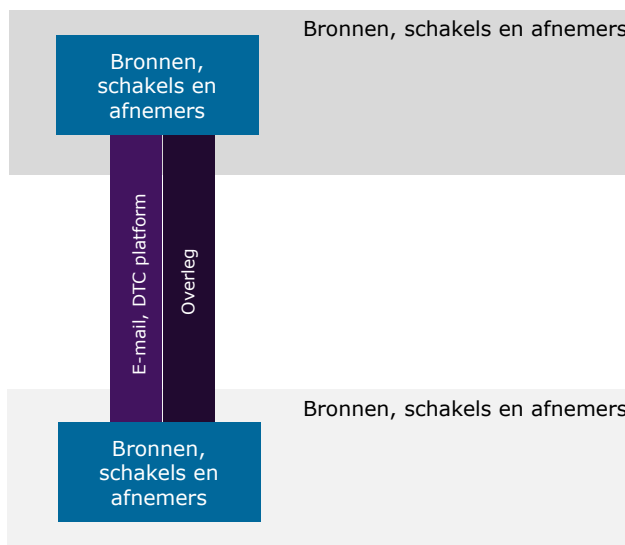 Bronnen, schakels en afnemers
Bronnen,
schakels en
afnemers
E-mail, DTC platform
Overleg
Bronnen, schakels en afnemers
Bronnen,
schakels en
afnemers